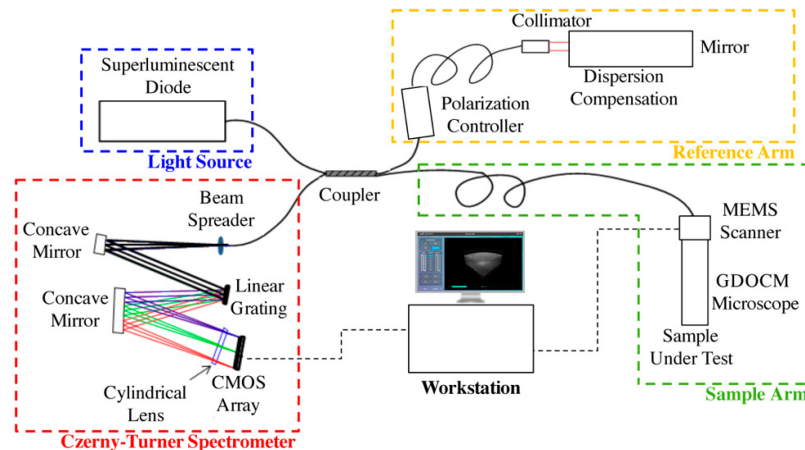 Superluminescent
Diode
Light Source
Collimator
Mirror
Dispersion
Compensation
Polarization
Controller
Reference Arm
Coupler
Beam
Spreader
Concave
Mirror
Linear
Grating
Concave
Mirror
Cylindrical
Lens
CMOS
Array
Czerny-Turner Spectrometer
Workstation
MEMS
Scanner
GDOCM
Microscope
Sample
Under Test
Sample Arm